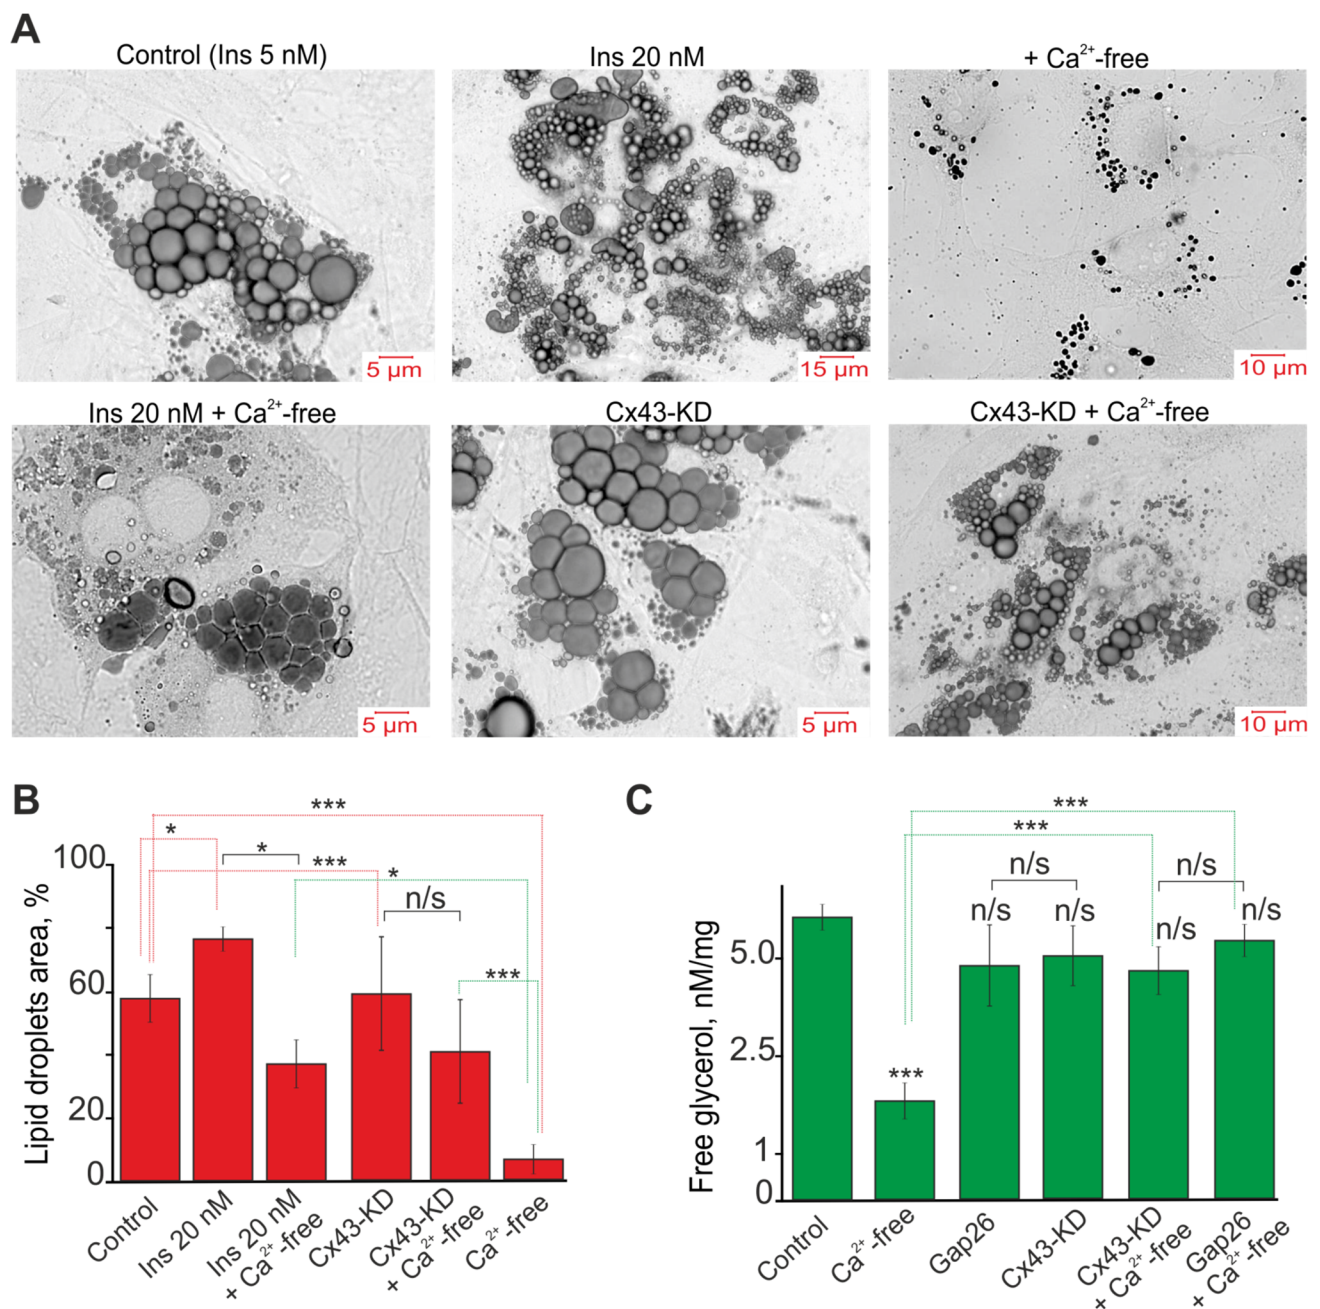 A
Control (Ins 5 nM)
Ins 20 nM
+ Ca²⁺-free
5 µm
15 µm
10 µm
Ins 20 nM + Ca²⁺-free
Cx43-KD
Cx43-KD + Ca²⁺-free
5 µm
5 µm
10 µm
B
***
*
*
***
*
n/s
***
100
60
20
0
Lipid droplets area, %
Control
Ins 20 nM
Ins 20 nM
+ Ca²⁺-free
Cx43-KD
Cx43-KD
+ Ca²⁺-free
Ca²⁺-free
C
***
***
n/s
n/s
n/s
n/s
n/s
n/s
***
5.0
2.5
1
0
Free glycerol, nM/mg
Control
Ca²⁺-free
Gap26
Cx43-KD
Cx43-KD
+ Ca²⁺-free
Gap26
+ Ca²⁺-free